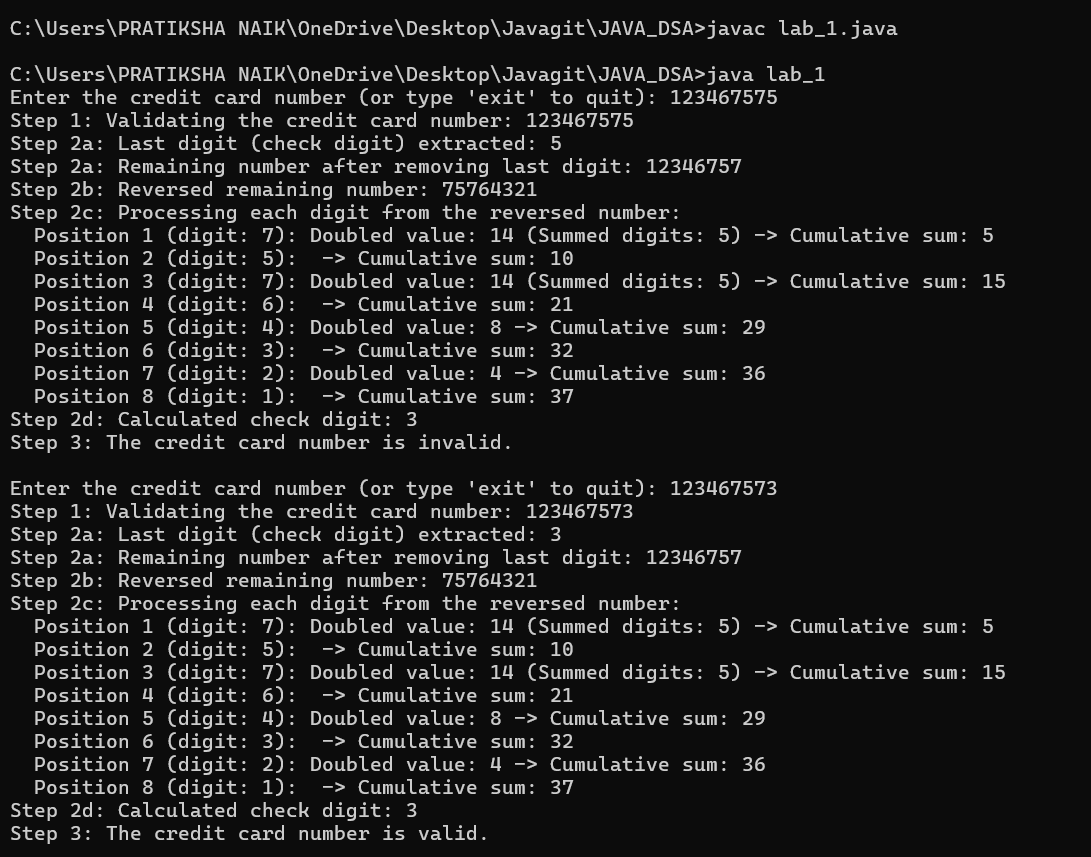 C:\Users\PRATIKSHA NAIK\OneDrive\Desktop\Javagit\JAVA_DSA>javac lab_1.java
C:\Users\PRATIKSHA NAIK\OneDrive\Desktop\Javagit\JAVA_DSA>java lab_1
Enter the credit card number (or type 'exit' to quit): 123467575
Step 1: Validating the credit card number: 123467575
Step 2a: Last digit (check digit) extracted: 5
Step 2a: Remaining number after removing last digit: 12346757
Step 2b: Reversed remaining number: 75764321
Step 2c: Processing each digit from the reversed number:
  Position 1 (digit: 7): Doubled value: 14 (Summed digits: 5) -> Cumulative sum: 5
  Position 2 (digit: 5):  -> Cumulative sum: 10
  Position 3 (digit: 7): Doubled value: 14 (Summed digits: 5) -> Cumulative sum: 15
  Position 4 (digit: 6):  -> Cumulative sum: 21
  Position 5 (digit: 4): Doubled value: 8 -> Cumulative sum: 29
  Position 6 (digit: 3):  -> Cumulative sum: 32
  Position 7 (digit: 2): Doubled value: 4 -> Cumulative sum: 36
  Position 8 (digit: 1):  -> Cumulative sum: 37
Step 2d: Calculated check digit: 3
Step 3: The credit card number is invalid.
Enter the credit card number (or type 'exit' to quit): 123467573
Step 1: Validating the credit card number: 123467573
Step 2a: Last digit (check digit) extracted: 3
Step 2a: Remaining number after removing last digit: 12346757
Step 2b: Reversed remaining number: 75764321
Step 2c: Processing each digit from the reversed number:
  Position 1 (digit: 7): Doubled value: 14 (Summed digits: 5) -> Cumulative sum: 5
  Position 2 (digit: 5):  -> Cumulative sum: 10
  Position 3 (digit: 7): Doubled value: 14 (Summed digits: 5) -> Cumulative sum: 15
  Position 4 (digit: 6):  -> Cumulative sum: 21
  Position 5 (digit: 4): Doubled value: 8 -> Cumulative sum: 29
  Position 6 (digit: 3):  -> Cumulative sum: 32
  Position 7 (digit: 2): Doubled value: 4 -> Cumulative sum: 36
  Position 8 (digit: 1):  -> Cumulative sum: 37
Step 2d: Calculated check digit: 3
Step 3: The credit card number is valid.